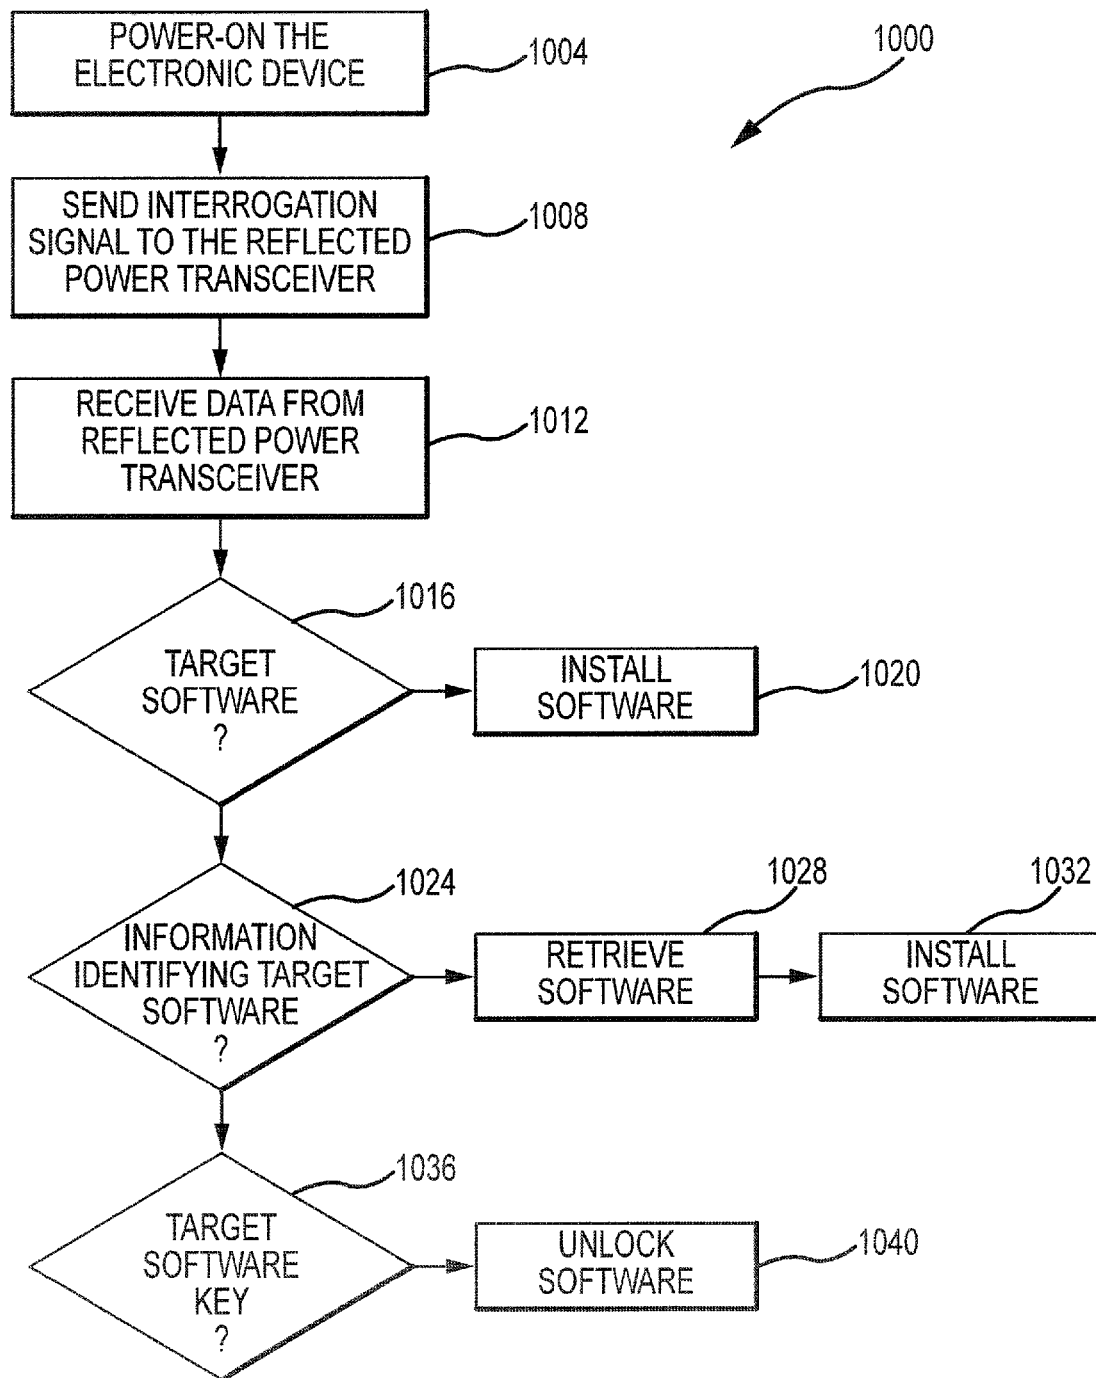 POWER-ON THE
ELECTRONIC DEVICE
1004
1000
SEND INTERROGATION
SIGNAL TO THE REFLECTED
POWER TRANSCEIVER
1008
RECEIVE DATA FROM
REFLECTED POWER
TRANSCEIVER
1012
TARGET
SOFTWARE
?
1016
INSTALL
SOFTWARE
1020
INFORMATION
IDENTIFYING TARGET
SOFTWARE
?
1024
RETRIEVE
SOFTWARE
1028
INSTALL
SOFTWARE
1032
TARGET
SOFTWARE
KEY
?
1036
UNLOCK
SOFTWARE
1040